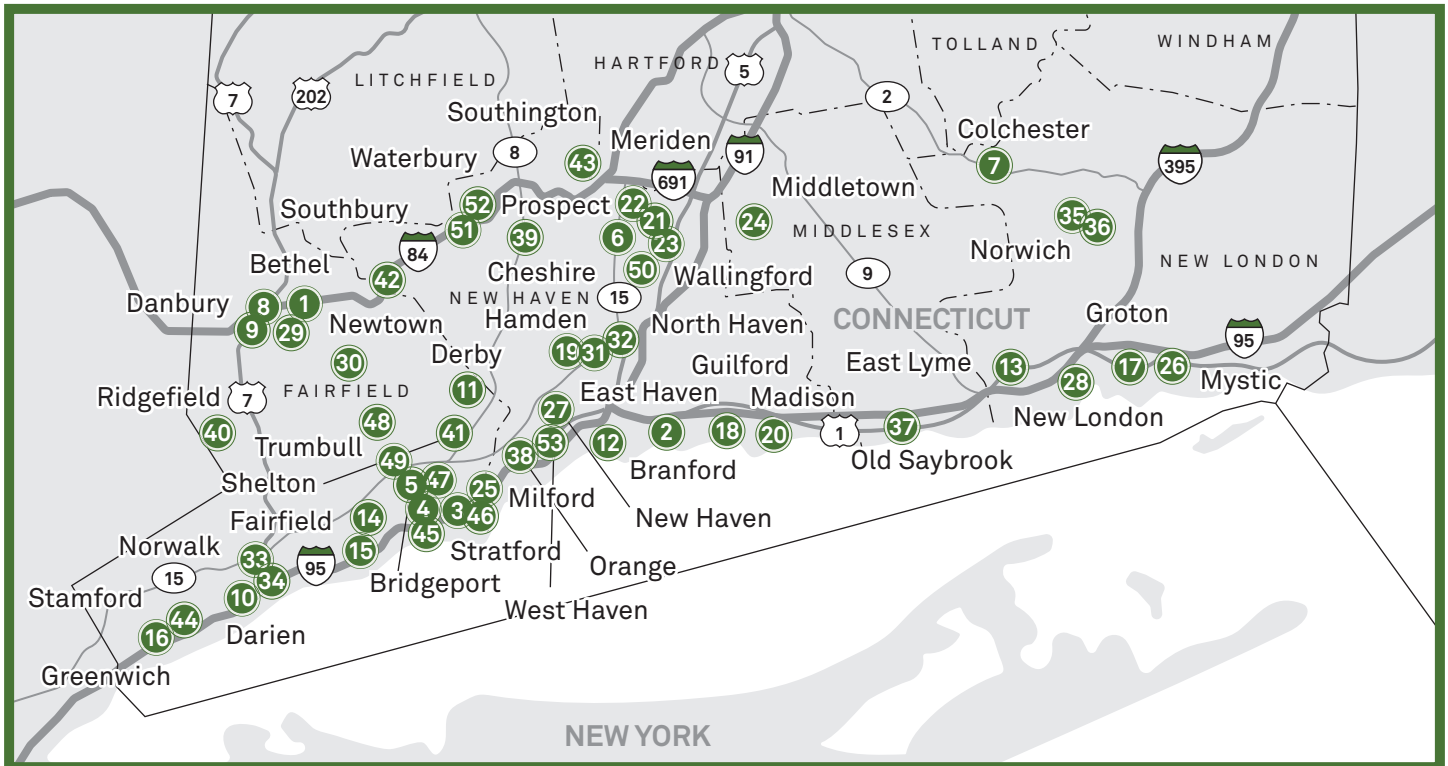 TOLLAND
WINDHAM
HARTFORD
5
LITCHFIELD
7
202
2
Southington
Colchester
Meriden
8
91
43
Waterbury
7
395
691
Middletown
52
Prospect
22
Southbury
21
24
35
36
51
39
6
23
MIDDLESEX
84
Norwich
Bethel
42
Cheshire
50
Wallingford
9
NEW LONDON
NEW HAVEN
15
Danbury
8
1
Hamden
CONNECTICUT
Groton
9
29
Newtown
North Haven
32
95
30
Derby
19
31
Guilford
East Lyme
13
17
26
11
FAIRFIELD
East Haven
Madison
28
Mystic
Ridgefield
7
27
New London
40
48
41
53
12
2
18
20
1
37
Trumbull
49
38
Branford
Old Saybrook
Shelton
5
47
25
Milford
Fairfield
14
4
3
46
New Haven
45
Norwalk
15
Stratford
33
95
Orange
15
34
Bridgeport
Stamford
10
West Haven
44
16
Darien
Greenwich
NEW YORK